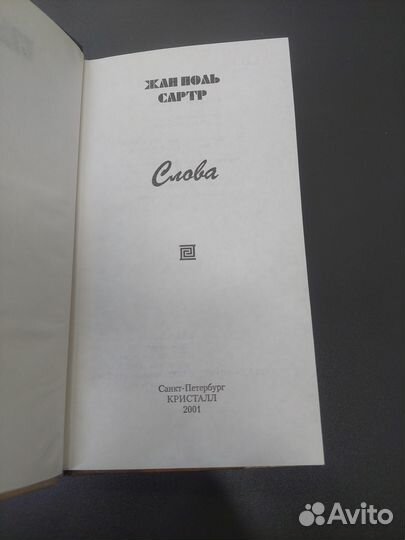 ЖАН ПОЛЬ
САРТР
Слова
Санкт-Петербург
КРИСТАЛЛ
2001
Avito